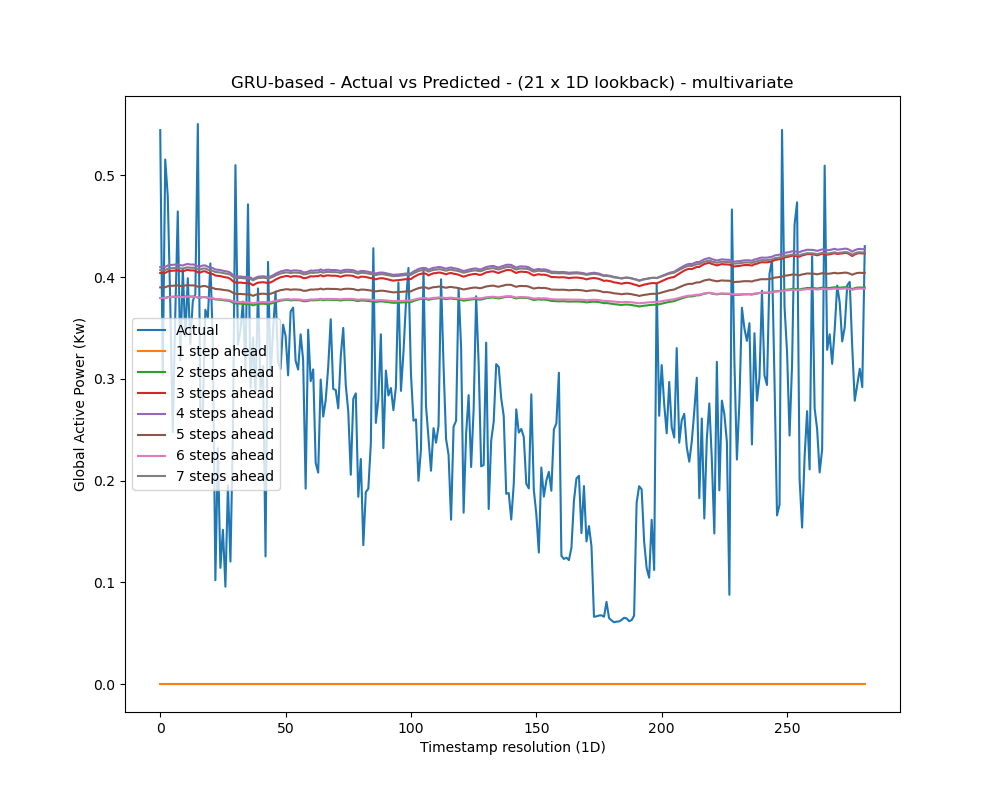 GRU-based - Actual vs Predicted - (21 x 1D lookback) - multivariate
Global Active Power (Kw)
0.5
0.4
0.3
0.2
0.1
0.0
Actual
1 step ahead
2 steps ahead
3 steps ahead
4 steps ahead
5 steps ahead
6 steps ahead
7 steps ahead
0 50 100 150 200 250
Timestamp resolution (1D)